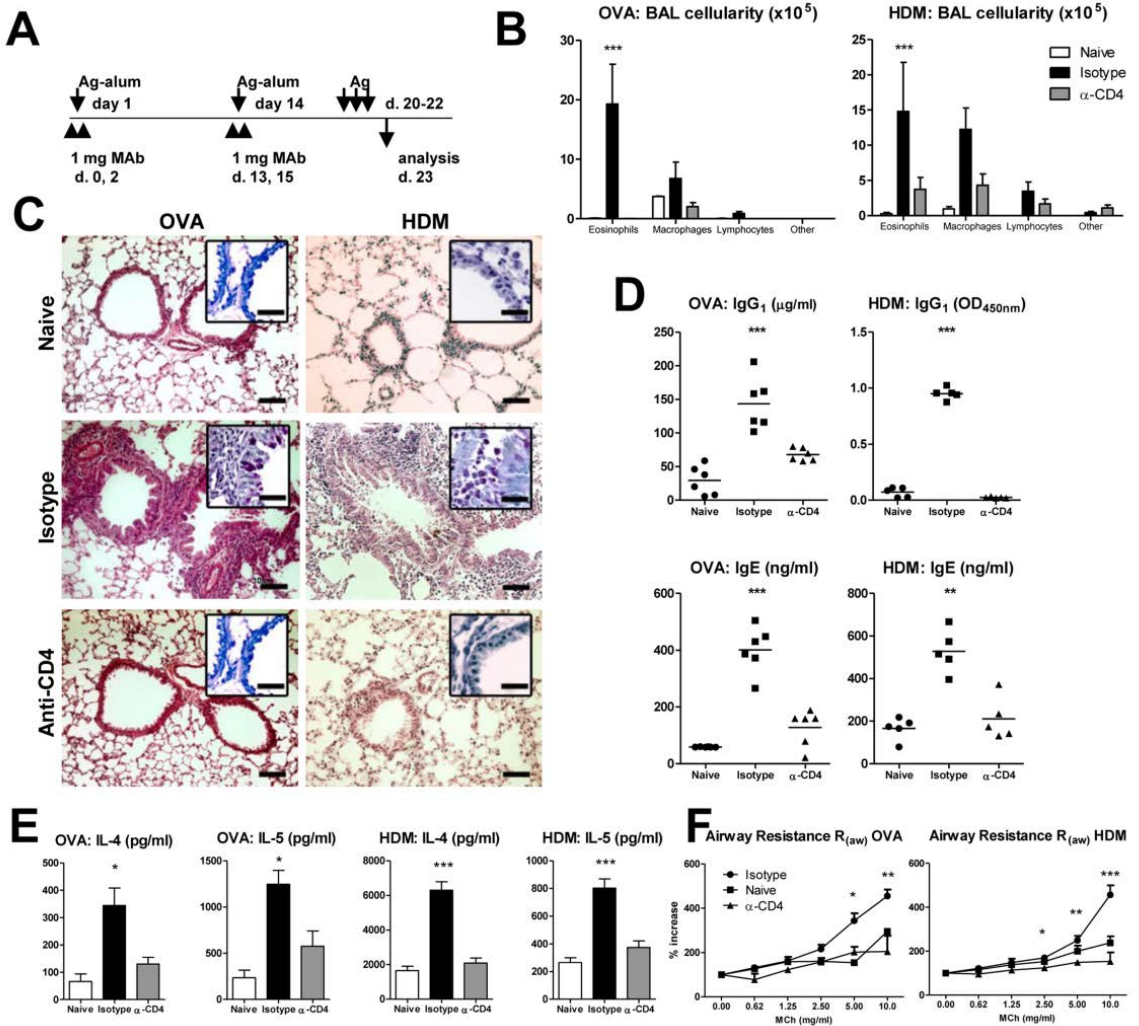 A
Ag-alum Ag-alum Ag
day 1 day 14 d. 20-22
1 mg MAb 1 mg MAb analysis
d. 0, 2 d. 13, 15 d. 23
B
OVA: BAL cellularity (x10⁵)
30
20
10
0
Eosinophils Macrophages Lymphocytes Other
***
HDM: BAL cellularity (x10⁵)
25
20
15
10
5
0
Eosinophils Macrophages Lymphocytes Other
***
Naive
Isotype
α-CD4
C
OVA HDM
Naive
Isotype
Anti-CD4
D
OVA: IgG₁ (μg/ml)
***
250
200
150
100
50
0
Naive Isotype α-CD4
HDM: IgG₁ (OD₄₅₀nm)
***
1.5
1.0
0.5
0.0
Naive Isotype α-CD4
OVA: IgE (ng/ml)
***
600
400
200
0
Naive Isotype α-CD4
HDM: IgE (ng/ml)
**
800
600
400
200
0
Naive Isotype α-CD4
E
OVA: IL-4 (pg/ml)
*
500
400
300
200
100
0
Naive Isotype α-CD4
OVA: IL-5 (pg/ml)
*
1500
1000
500
0
Naive Isotype α-CD4
HDM: IL-4 (pg/ml)
***
8000
6000
4000
2000
0
Naive Isotype α-CD4
HDM: IL-5 (pg/ml)
***
1000
800
600
400
200
0
Naive Isotype α-CD4
F
Airway Resistance R(aw) OVA
% increase
600
400
200
0
Isotype
Naive
α-CD4
* **
0.00 0.62 1.25 2.50 5.00 10.0
MCh (mg/ml)
Airway Resistance R(aw) HDM
600
400
200
0
* ** ***
0.00 0.62 1.25 2.50 5.00 10.0
MCh (mg/ml)